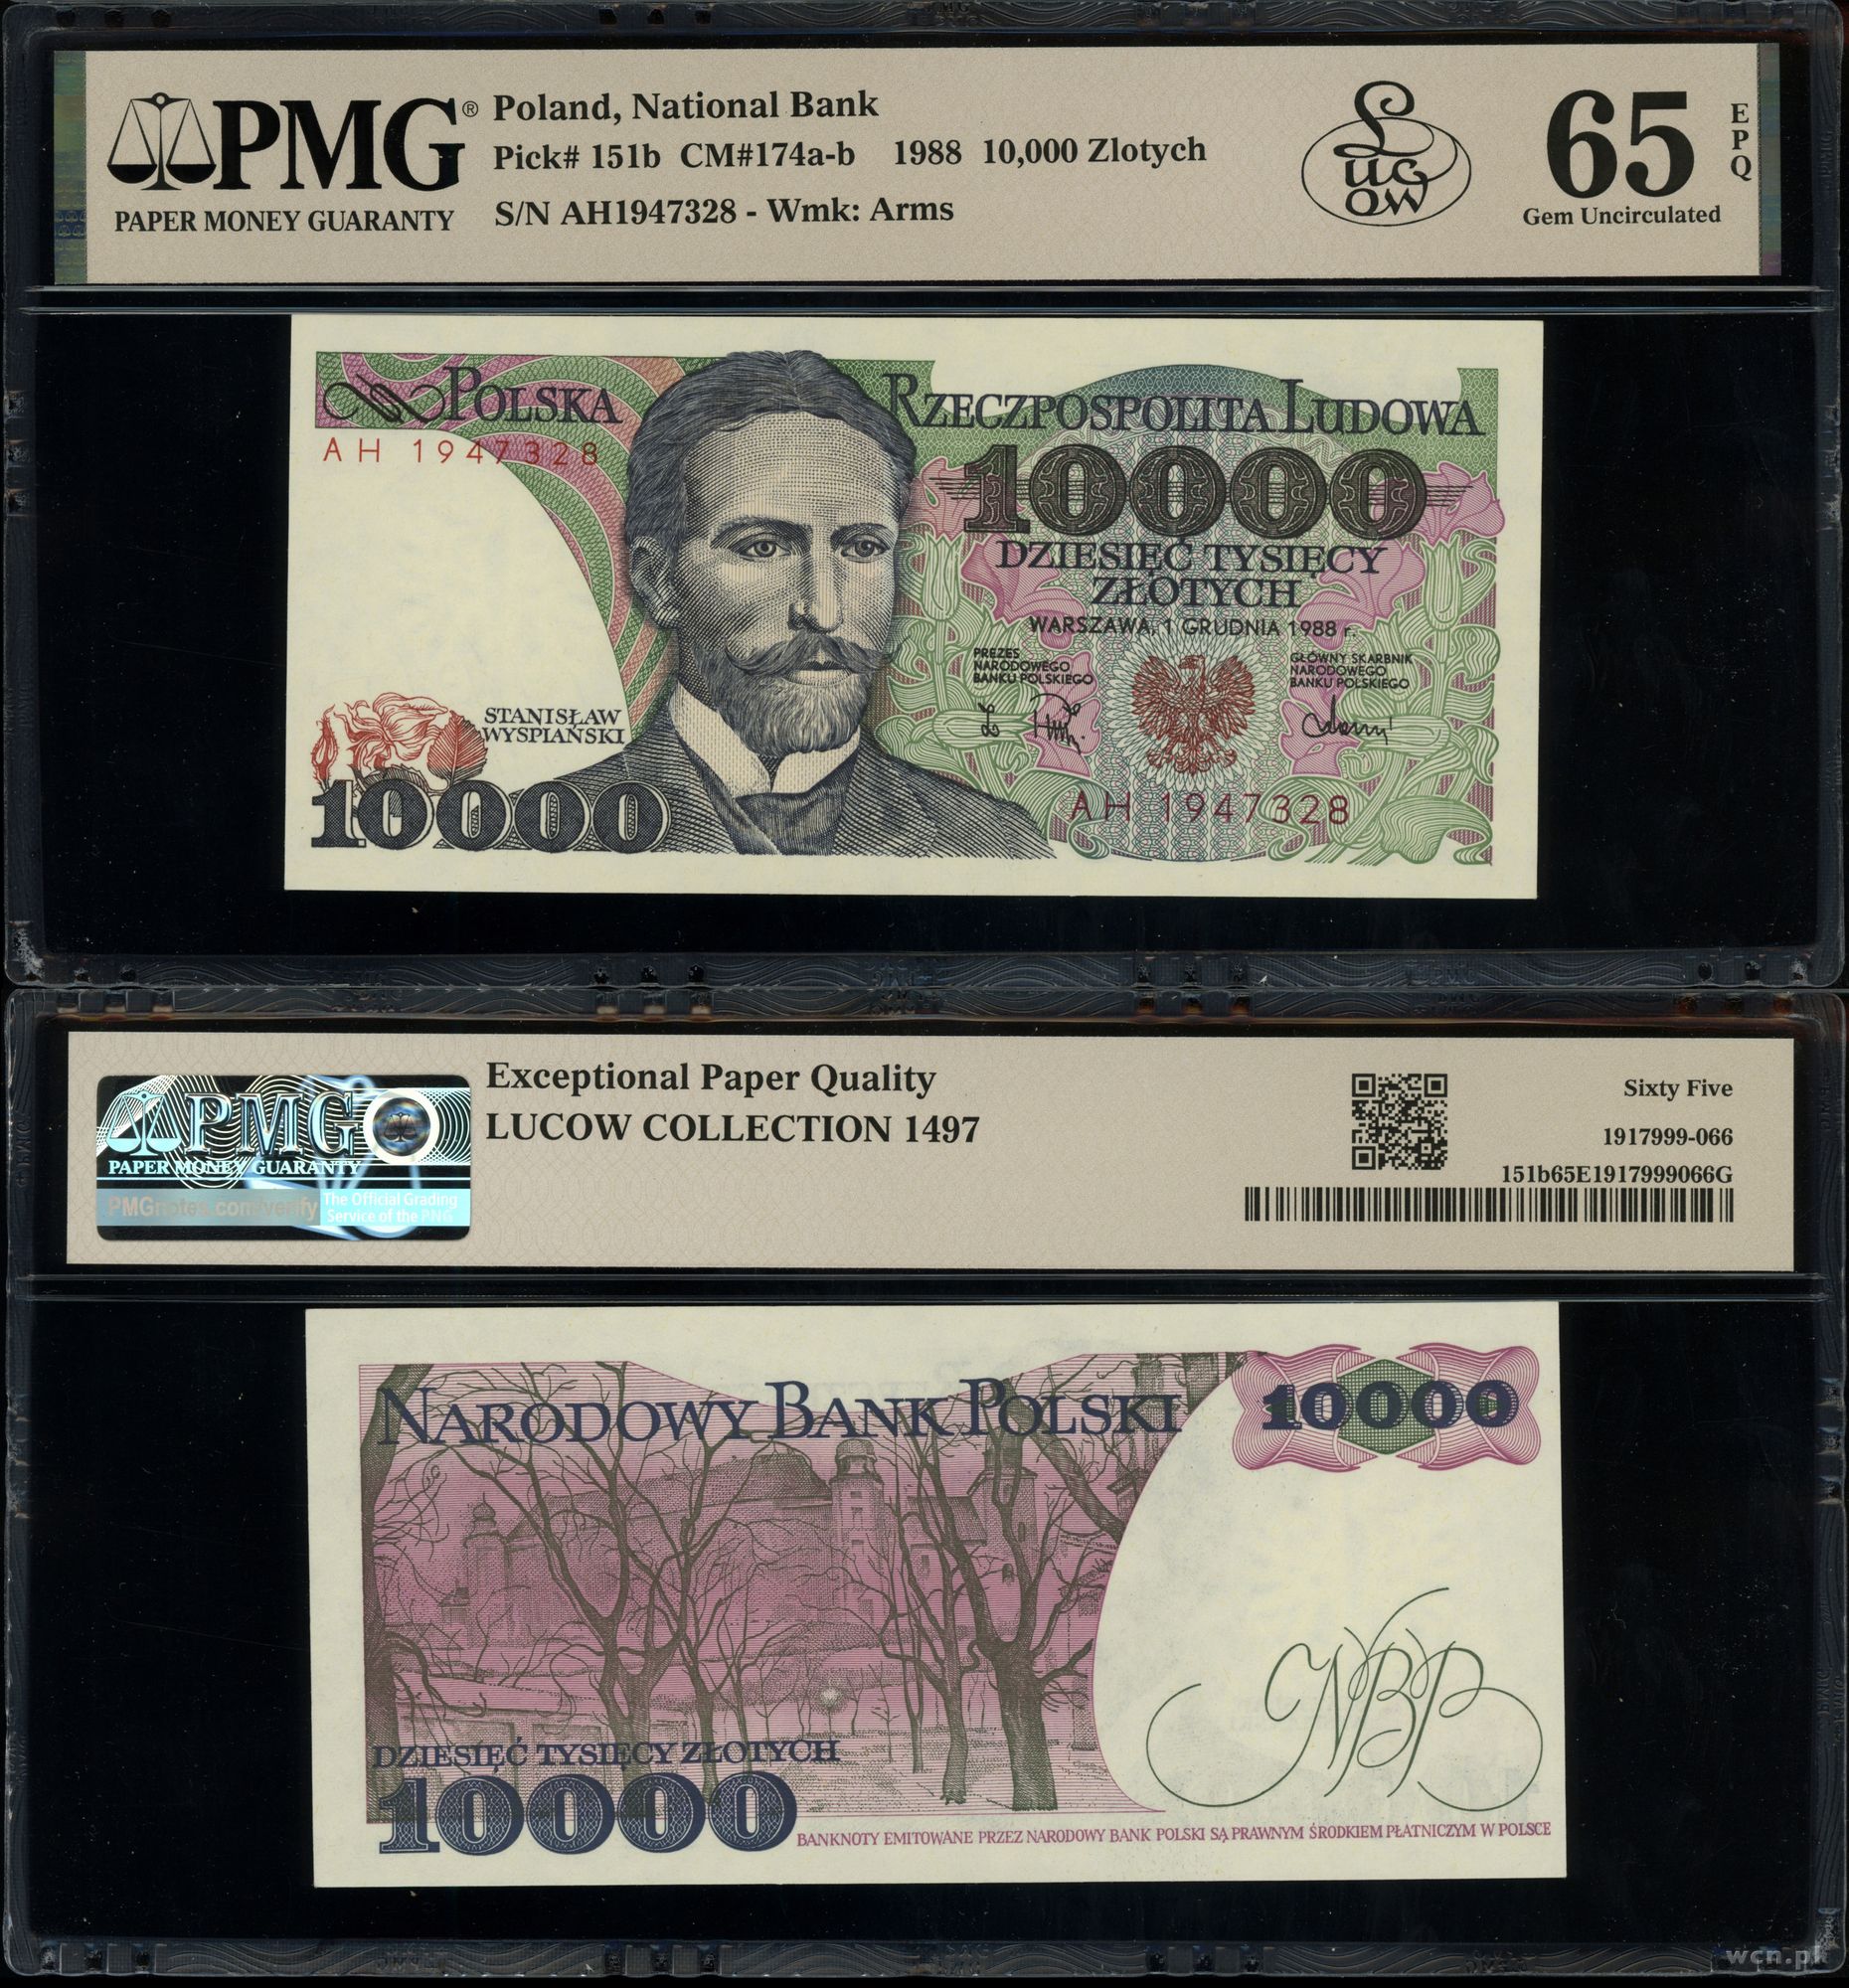 PMG®
PAPER MONEY GUARANTY
Poland, National Bank
Pick# 151b CM#174a-b 1988 10,000 Zlotych
S/N AH1947328 - Wmk: Arms
Lucow
65
EPQ
Gem Uncirculated
POLSKA RZECZPOSPOLITA LUDOWA
AH 1947328
10000
DZIESIĘĆ TYSIĘCY
ZŁOTYCH
WARSZAWA, 1 GRUDNIA 1988 r.
PREZES
NARODOWEGO
BANKU POLSKIEGO
GŁÓWNY SKARBNIK
NARODOWEGO
BANKU POLSKIEGO
STANISŁAW
WYSPIAŃSKI
10000
AH 1947328
PMG
PAPER MONEY GUARANTY
PMGnotes.com/verify
The Official Grading
Service of the PNG
Exceptional Paper Quality
LUCOW COLLECTION 1497
Sixty Five
1917999-066
151b65E1917999066G
NARODOWY BANK POLSKI
10000
NBP
DZIESIĘĆ TYSIĘCY ZŁOTYCH
10000
BANKNOTY EMITOWANE PRZEZ NARODOWY BANK POLSKI SĄ PRAWNYM ŚRODKIEM PŁATNICZYM W POLSCE
wcn.pl